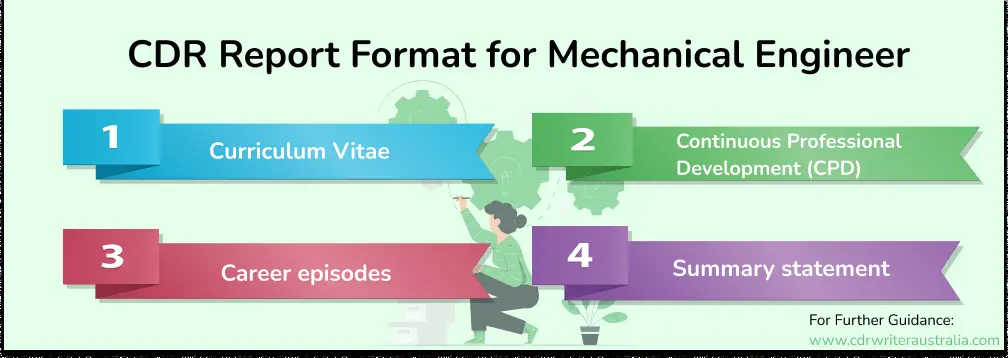 CDR Report Format for Mechanical Engineer
1
Curriculum Vitae
2
Continuous Professional
Development (CPD)
3
Career episodes
4
Summary statement
For Further Guidance:
www.cdrwriteraustralia.com